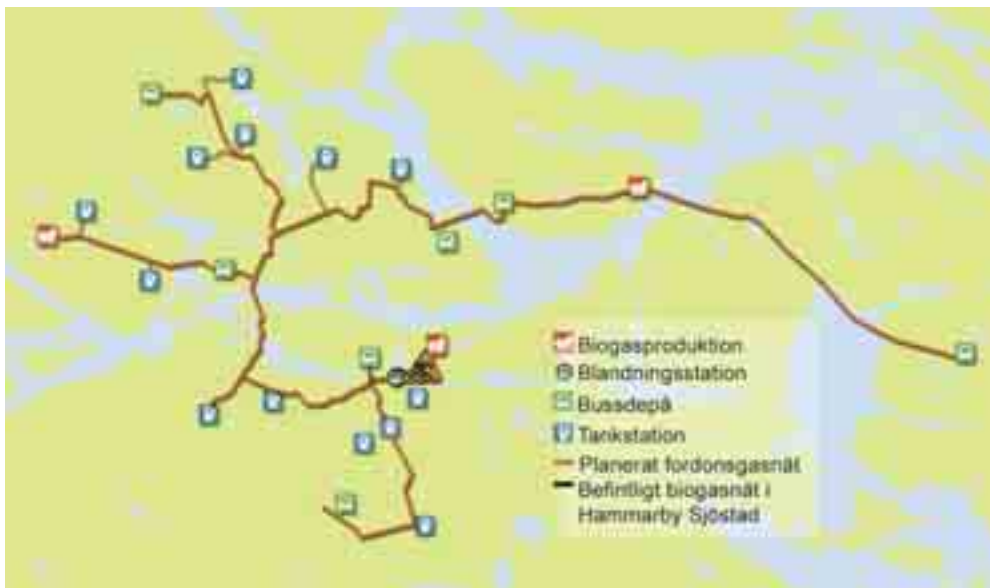 Biogasproduktion
Blandningsstation
Bussdepå
Tankstation
Planerat fordonsgasnät
Befintligt biogasnät i
Hammarby Sjöstad